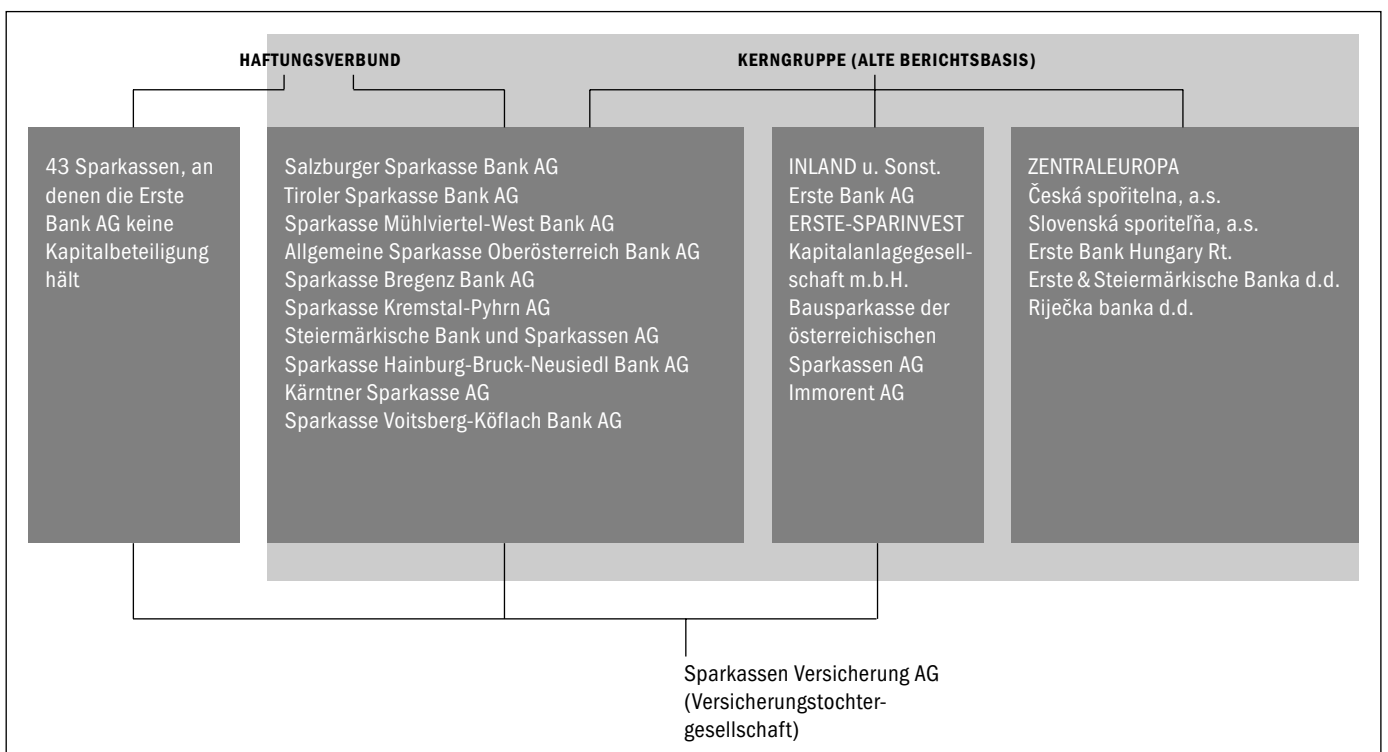 HAFTUNGSVERBUND
KERNGRUPPE (ALTE BERICHTSBASIS)
43 Sparkassen, an
denen die Erste
Bank AG keine
Kapitalbeteiligung
hält
Salzburger Sparkasse Bank AG
Tiroler Sparkasse Bank AG
Sparkasse Mühlviertel-West Bank AG
Allgemeine Sparkasse Oberösterreich Bank AG
Sparkasse Bregenz Bank AG
Sparkasse Kremstal-Pyhrn AG
Steiermärkische Bank und Sparkassen AG
Sparkasse Hainburg-Bruck-Neusiedl Bank AG
Kärntner Sparkasse AG
Sparkasse Voitsberg-Köflach Bank AG
INLAND u. Sonst.
Erste Bank AG
ERSTE-SPARINVEST
Kapitalanlagegesell-
schaft m.b.H.
Bausparkasse der
österreichischen
Sparkassen AG
Immorent AG
ZENTRALEUROPA
Česká spořitelna, a.s.
Slovenská sporiteľňa, a.s.
Erste Bank Hungary Rt.
Erste & Steiermärkische Banka d.d.
Riječka banka d.d.
Sparkassen Versicherung AG
(Versicherungstochter-
gesellschaft)